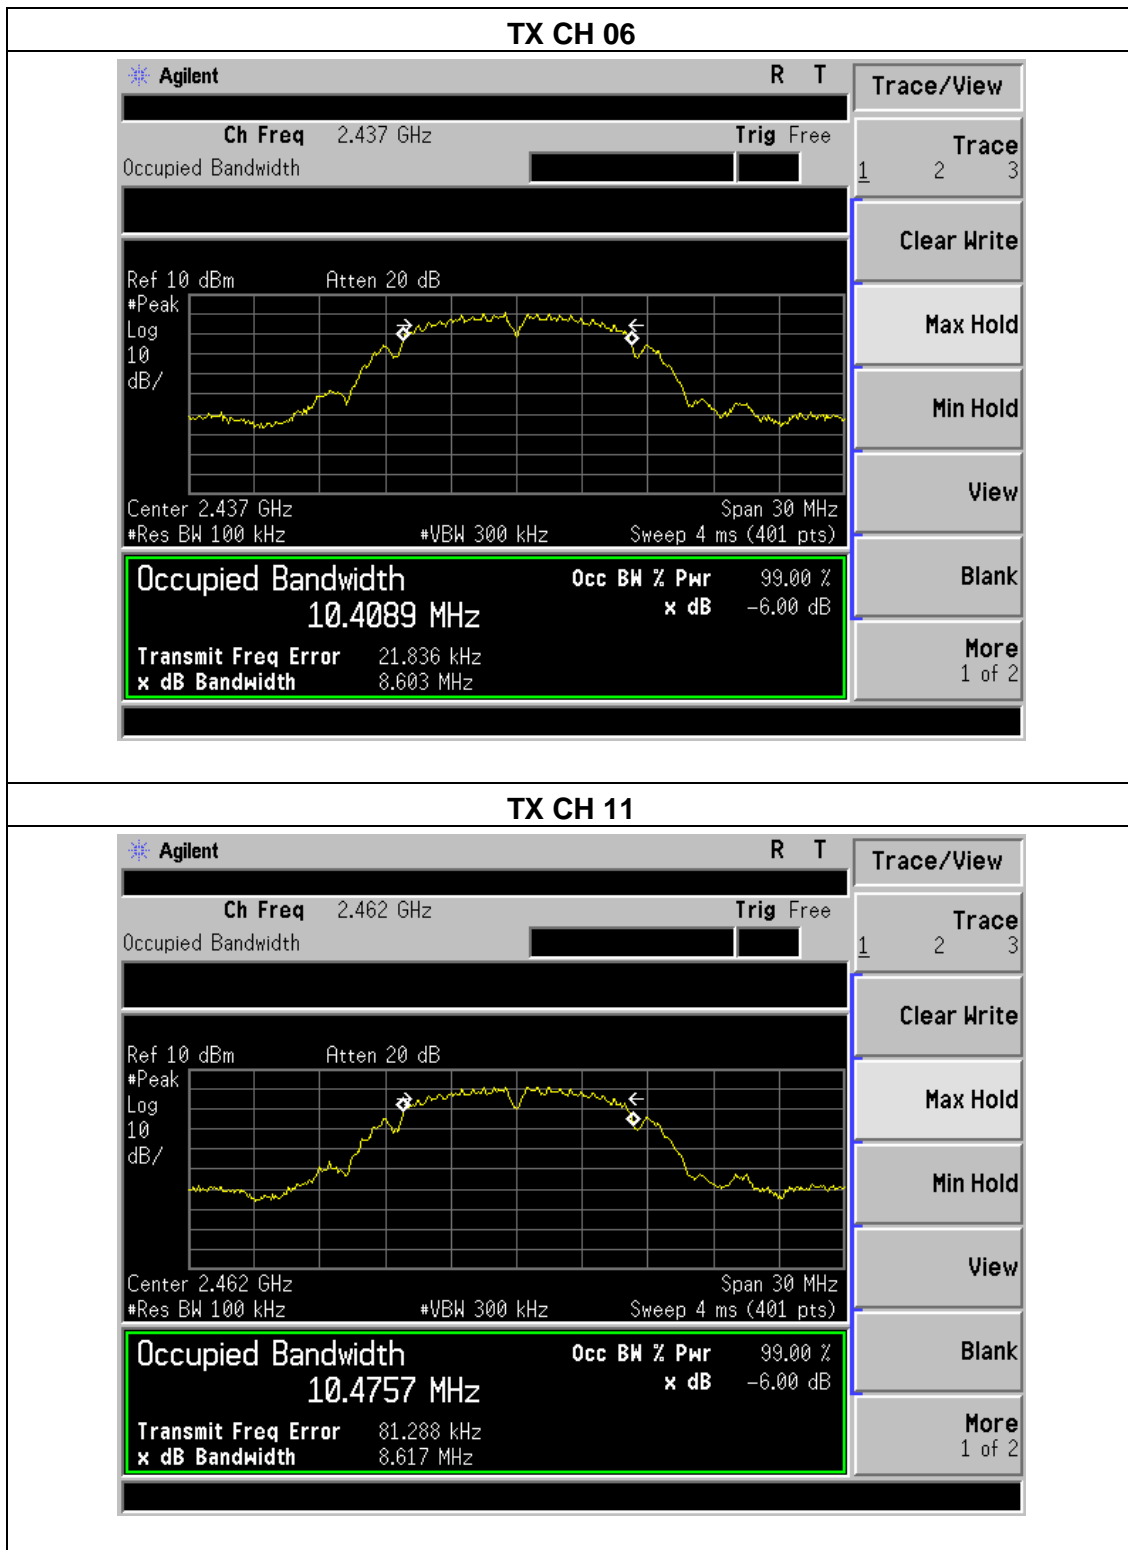 TX CH 06
Agilent R T Trace/View
Ch Freq 2.437 GHz Trig Free
Occupied Bandwidth
Trace
1 2 3
Clear Write
Max Hold
Min Hold
View
Blank
More
1 of 2
Ref 10 dBm Atten 20 dB
#Peak
Log
10
dB/
Center 2.437 GHz Span 30 MHz
#Res BW 100 kHz #VBW 300 kHz Sweep 4 ms (401 pts)
Occupied Bandwidth Occ BW % Pwr 99.00 %
10.4089 MHz x dB -6.00 dB
Transmit Freq Error 21.836 kHz
x dB Bandwidth 8.603 MHz
TX CH 11
Agilent R T Trace/View
Ch Freq 2.462 GHz Trig Free
Occupied Bandwidth
Trace
1 2 3
Clear Write
Max Hold
Min Hold
View
Blank
More
1 of 2
Ref 10 dBm Atten 20 dB
#Peak
Log
10
dB/
Center 2.462 GHz Span 30 MHz
#Res BW 100 kHz #VBW 300 kHz Sweep 4 ms (401 pts)
Occupied Bandwidth Occ BW % Pwr 99.00 %
10.4757 MHz x dB -6.00 dB
Transmit Freq Error 81.288 kHz
x dB Bandwidth 8.617 MHz